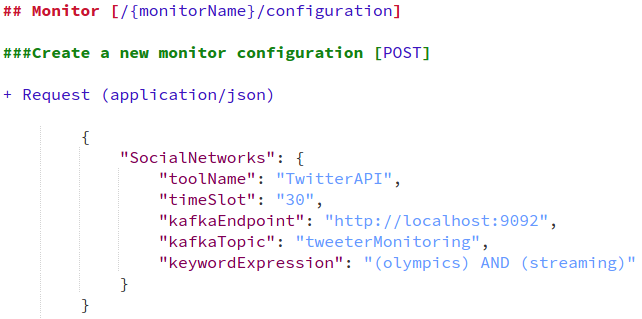 ## Monitor [/{monitorName}/configuration]
###Create a new monitor configuration [POST]
+ Request (application/json)
{
"SocialNetworks": {
"toolName": "TwitterAPI",
"timeSlot": "30",
"kafkaEndpoint": "http://localhost:9092",
"kafkaTopic": "tweeterMonitoring",
"keywordExpression": "(olympics) AND (streaming)"
}
}